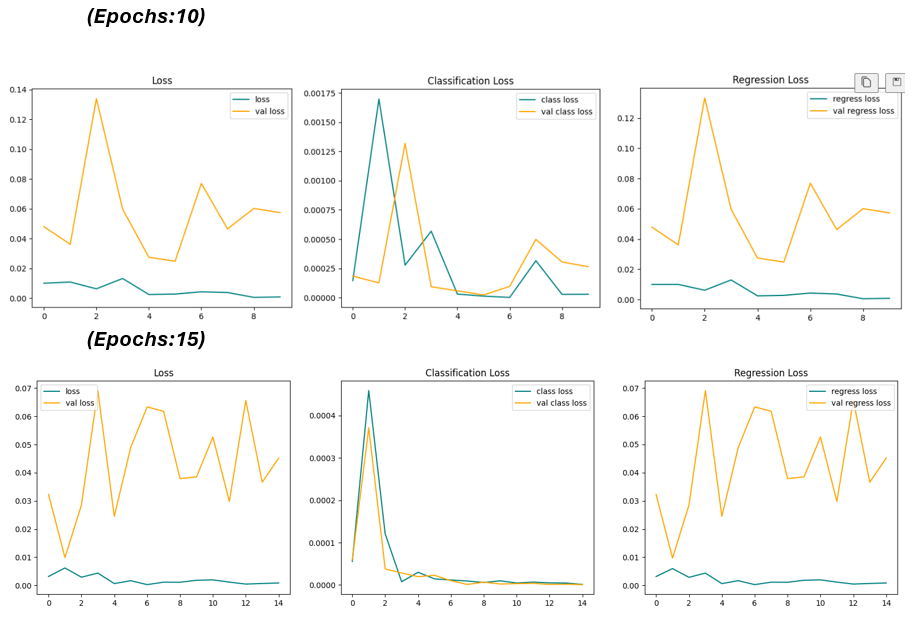 (Epochs:10)
Loss
Classification Loss
Regression Loss
loss
val loss
class loss
val class loss
regress loss
val regress loss
0.14
0.12
0.10
0.08
0.06
0.04
0.02
0.00
0 2 4 6 8
0.00175
0.00150
0.00125
0.00100
0.00075
0.00050
0.00025
0.00000
0 2 4 6 8
0.12
0.10
0.08
0.06
0.04
0.02
0.00
0 2 4 6 8
(Epochs:15)
Loss
Classification Loss
Regression Loss
loss
val loss
class loss
val class loss
regress loss
val regress loss
0.07
0.06
0.05
0.04
0.03
0.02
0.01
0.00
0 2 4 6 8 10 12 14
0.0004
0.0003
0.0002
0.0001
0.0000
0 2 4 6 8 10 12 14
0.07
0.06
0.05
0.04
0.03
0.02
0.01
0.00
0 2 4 6 8 10 12 14